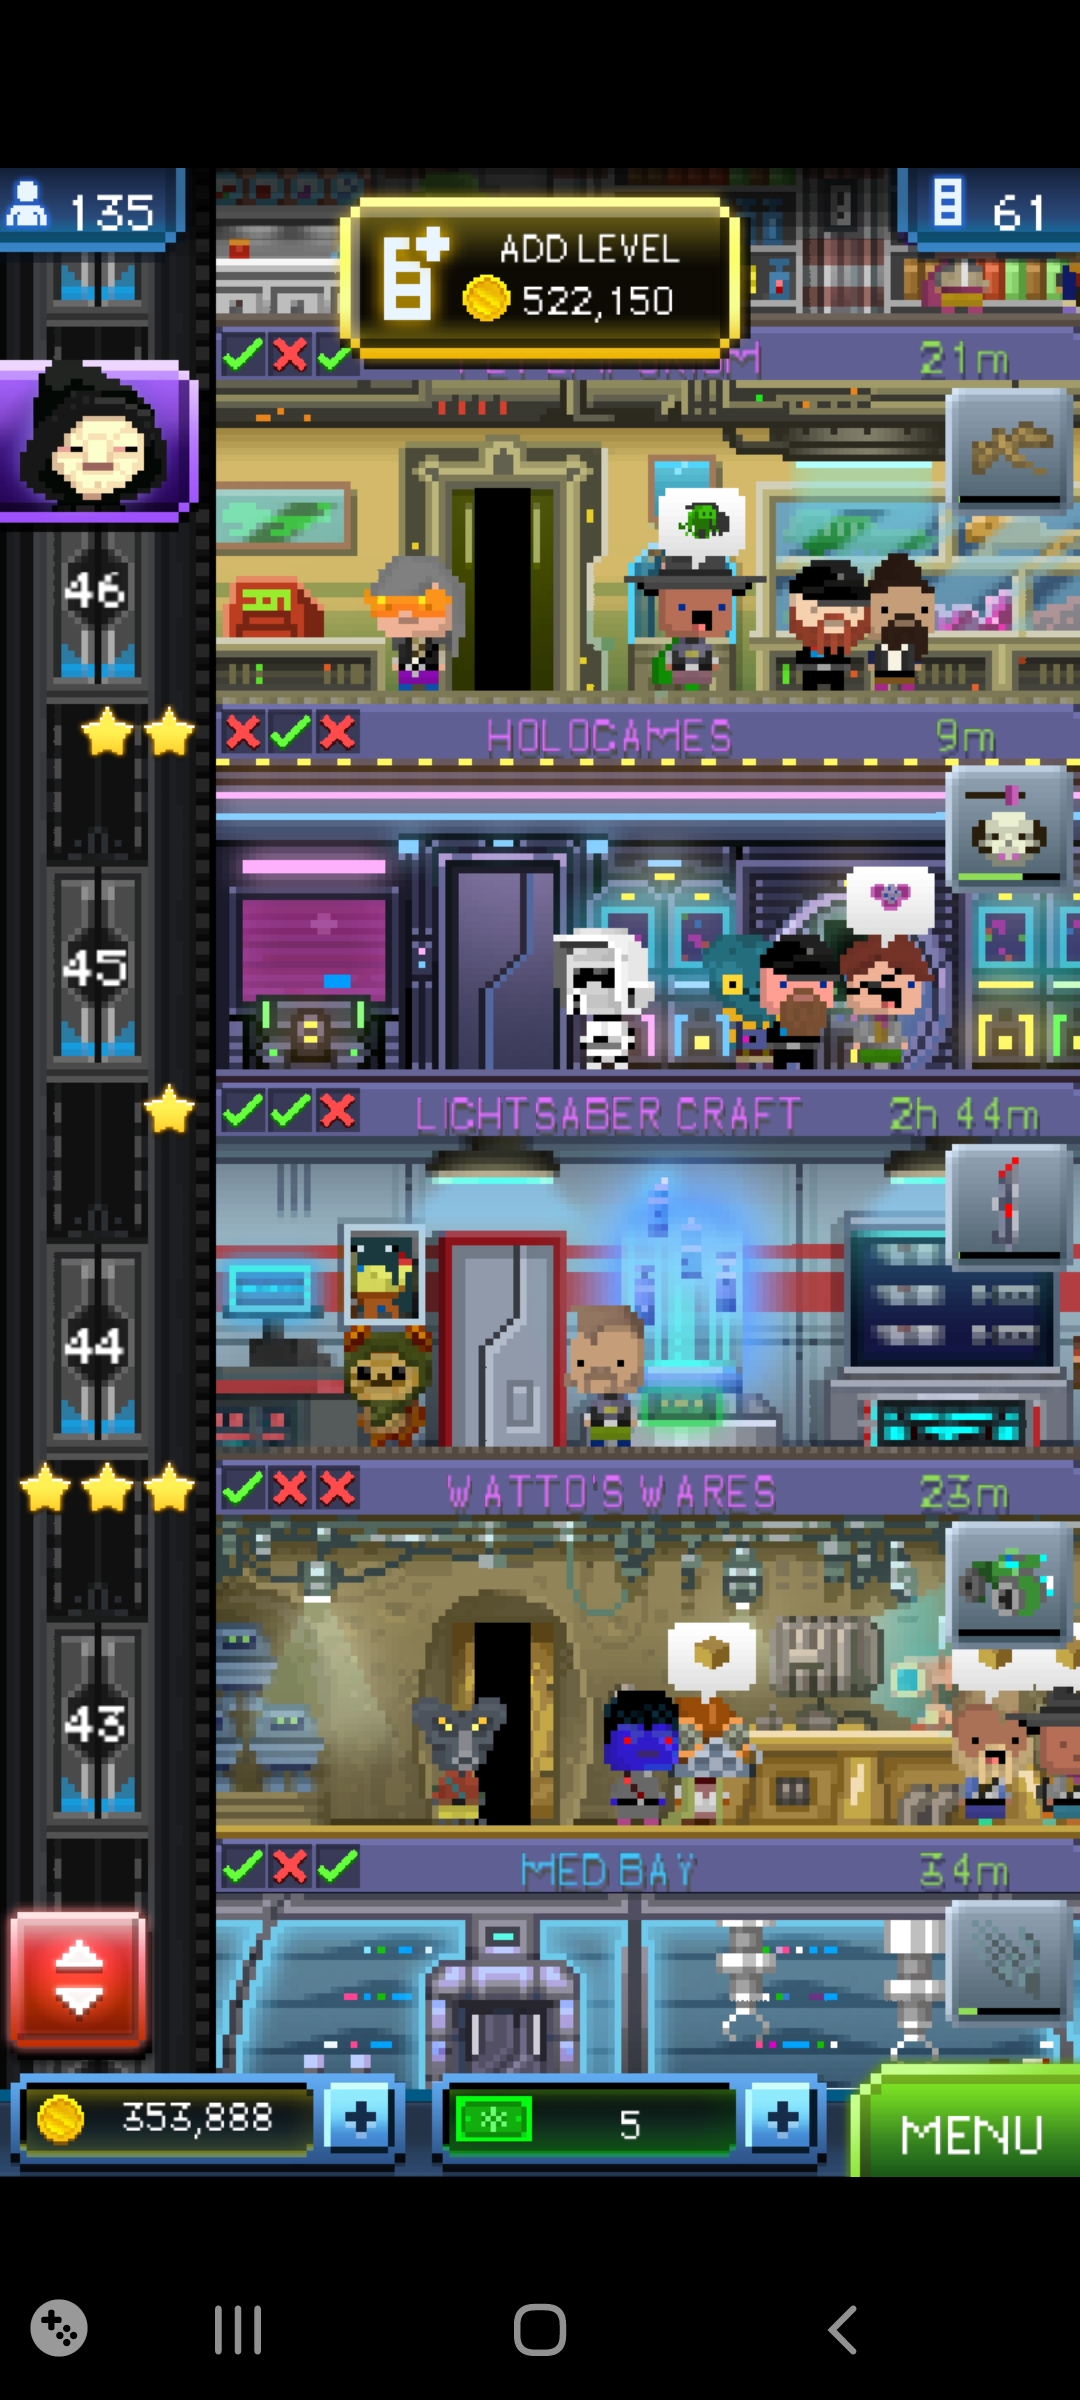 135
ADD LEVEL
522,150
61
21m
46
HOLOGAMES
9m
45
LIGHTSABER CRAFT
2h 44m
44
WATTO'S WARES
23m
43
MED BAY
34m
353,888
5
MENU